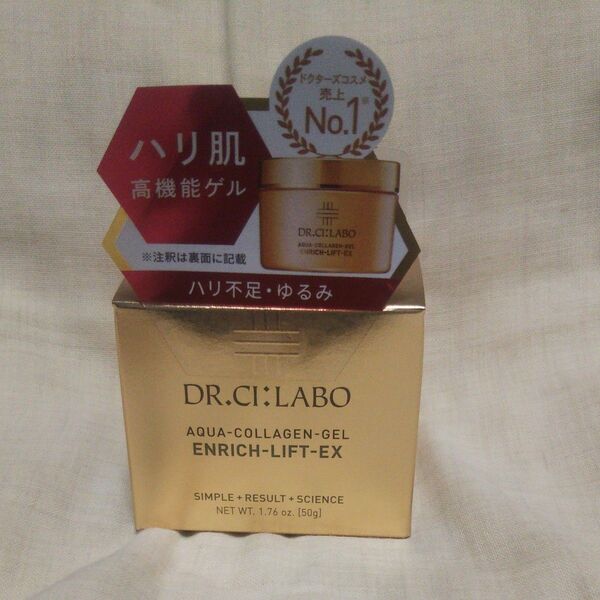 ドクターズコスメ
売上
No.1※
ハリ肌
高機能ゲル
DR.CI:LABO
AQUA-COLLAGEN-GEL
ENRICH-LIFT-EX
※注釈は裏面に記載
ハリ不足・ゆるみ
DR.CI:LABO
AQUA-COLLAGEN-GEL
ENRICH-LIFT-EX
SIMPLE + RESULT + SCIENCE
NET WT. 1.76 oz. [50g]